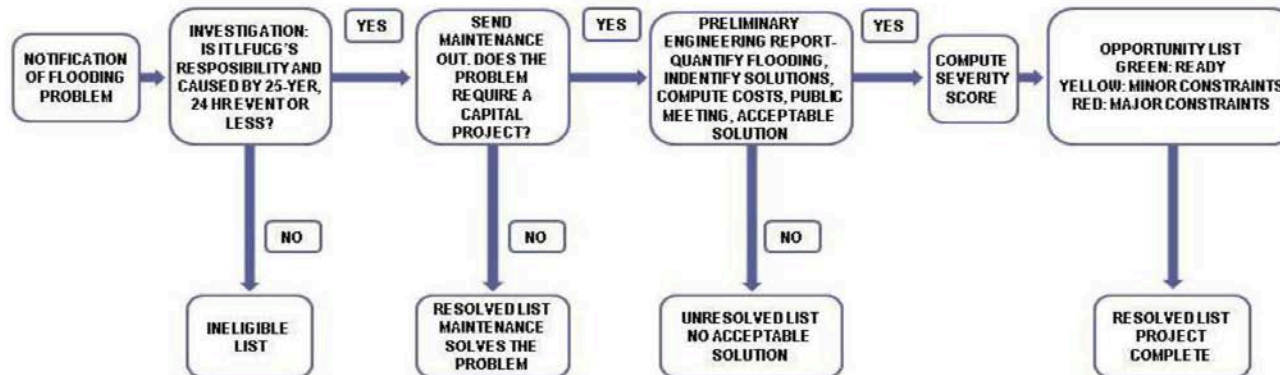 NOTIFICATION
OF FLOODING
PROBLEM
INVESTIGATION:
IS IT LFUCG'S
RESPOSIBILITY AND
CAUSED BY 25-YER,
24 HR EVENT OR
LESS?
YES
SEND
MAINTENANCE
OUT. DOES THE
PROBLEM
REQUIRE A
CAPITAL
PROJECT?
YES
PRELIMINARY
ENGINEERING REPORT-
QUANTIFY FLOODING,
INDENTIFY SOLUTIONS,
COMPUTE COSTS, PUBLIC
MEETING, ACCEPTABLE
SOLUTION
YES
COMPUTE
SEVERITY
SCORE
OPPORTUNITY LIST
GREEN: READY
YELLOW: MINOR CONSTRAINTS
RED: MAJOR CONSTRAINTS
NO
NO
NO
INELIGIBLE
LIST
RESOLVED LIST
MAINTENANCE
SOLVES THE
PROBLEM
UNRESOLVED LIST
NO ACCEPTABLE
SOLUTION
RESOLVED LIST
PROJECT
COMPLETE